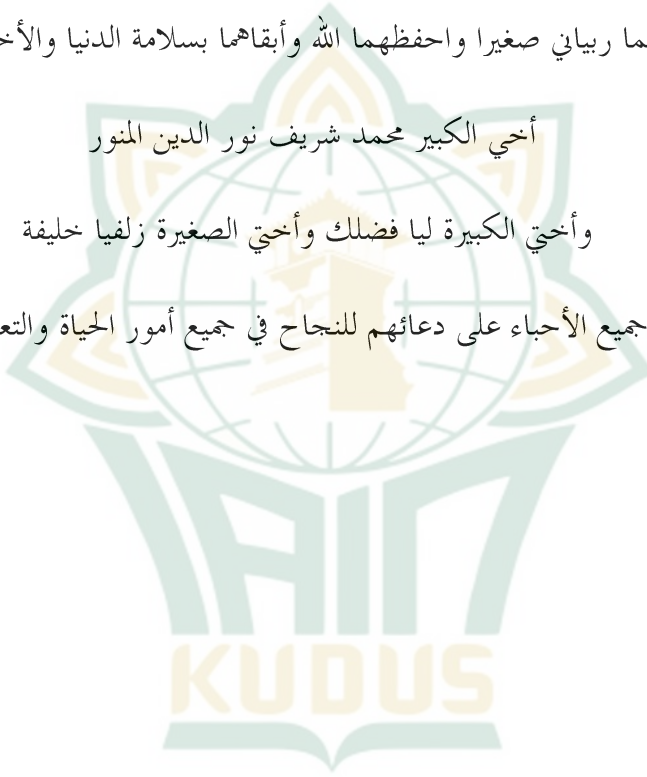 ما ربياني صغيرا واحفظهما الله وأبقاهما بسلامة الدنيا والأخ
أخي الكبير محمد شريف نور الدين المنور
وأختي الكبيرة ليا فضلك وأختي الصغيرة زلفيا خليفة
جميع الأحباء على دعائهم للنجاح في جميع أمور الحياة والتع
IAIN
KUDUS